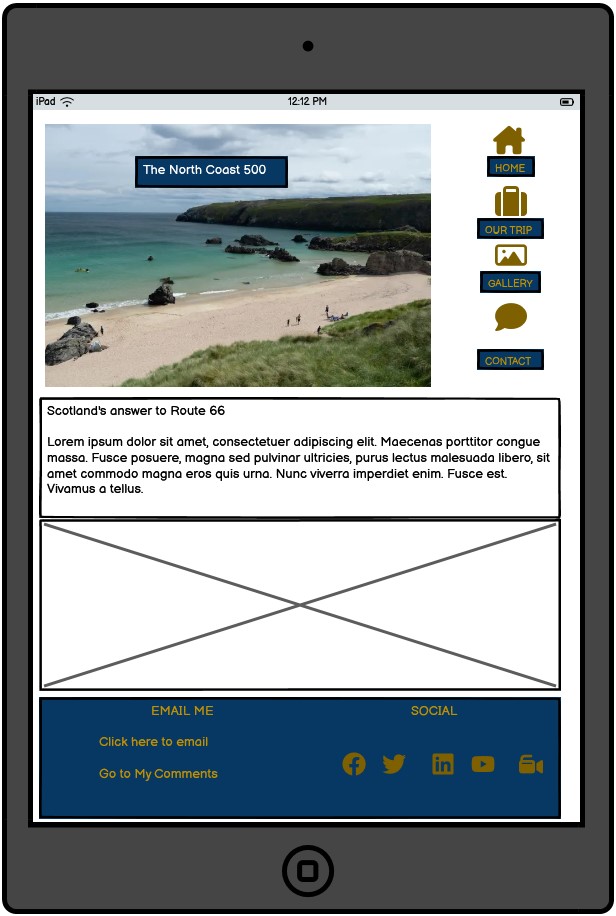 iPad
12:12 PM
The North Coast 500
HOME
OUR TRIP
GALLERY
CONTACT
Scotland's answer to Route 66
Lorem ipsum dolor sit amet, consectetuer adipiscing elit. Maecenas porttitor congue
massa. Fusce posuere, magna sed pulvinar ultricies, purus lectus malesuada libero, sit
amet commodo magna eros quis urna. Nunc viverra imperdiet enim. Fusce est.
Vivamus a tellus.
EMAIL ME
SOCIAL
Click here to email
Go to My Comments